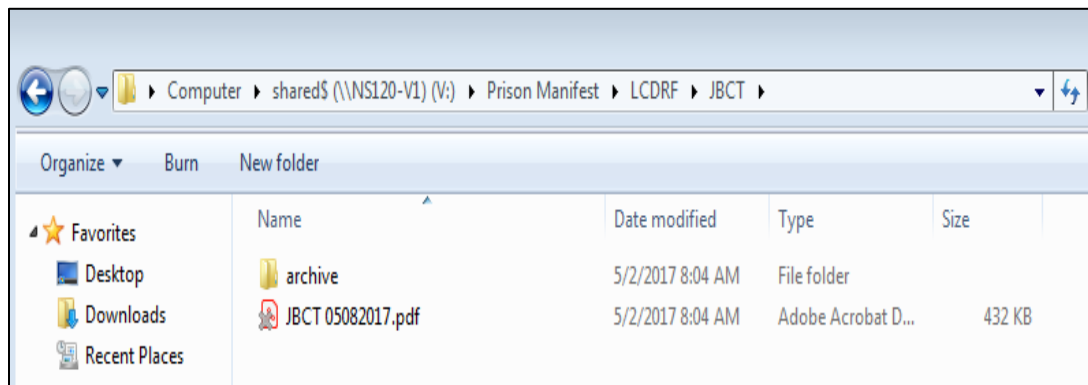 Computer shared$ (\\NS120-V1) (V:) Prison Manifest LCDRF JBCT
Organize Burn New folder
Favorites
Desktop
Downloads
Recent Places
Name Date modified Type Size
archive 5/2/2017 8:04 AM File folder
JBCT 05082017.pdf 5/2/2017 8:04 AM Adobe Acrobat D... 432 KB